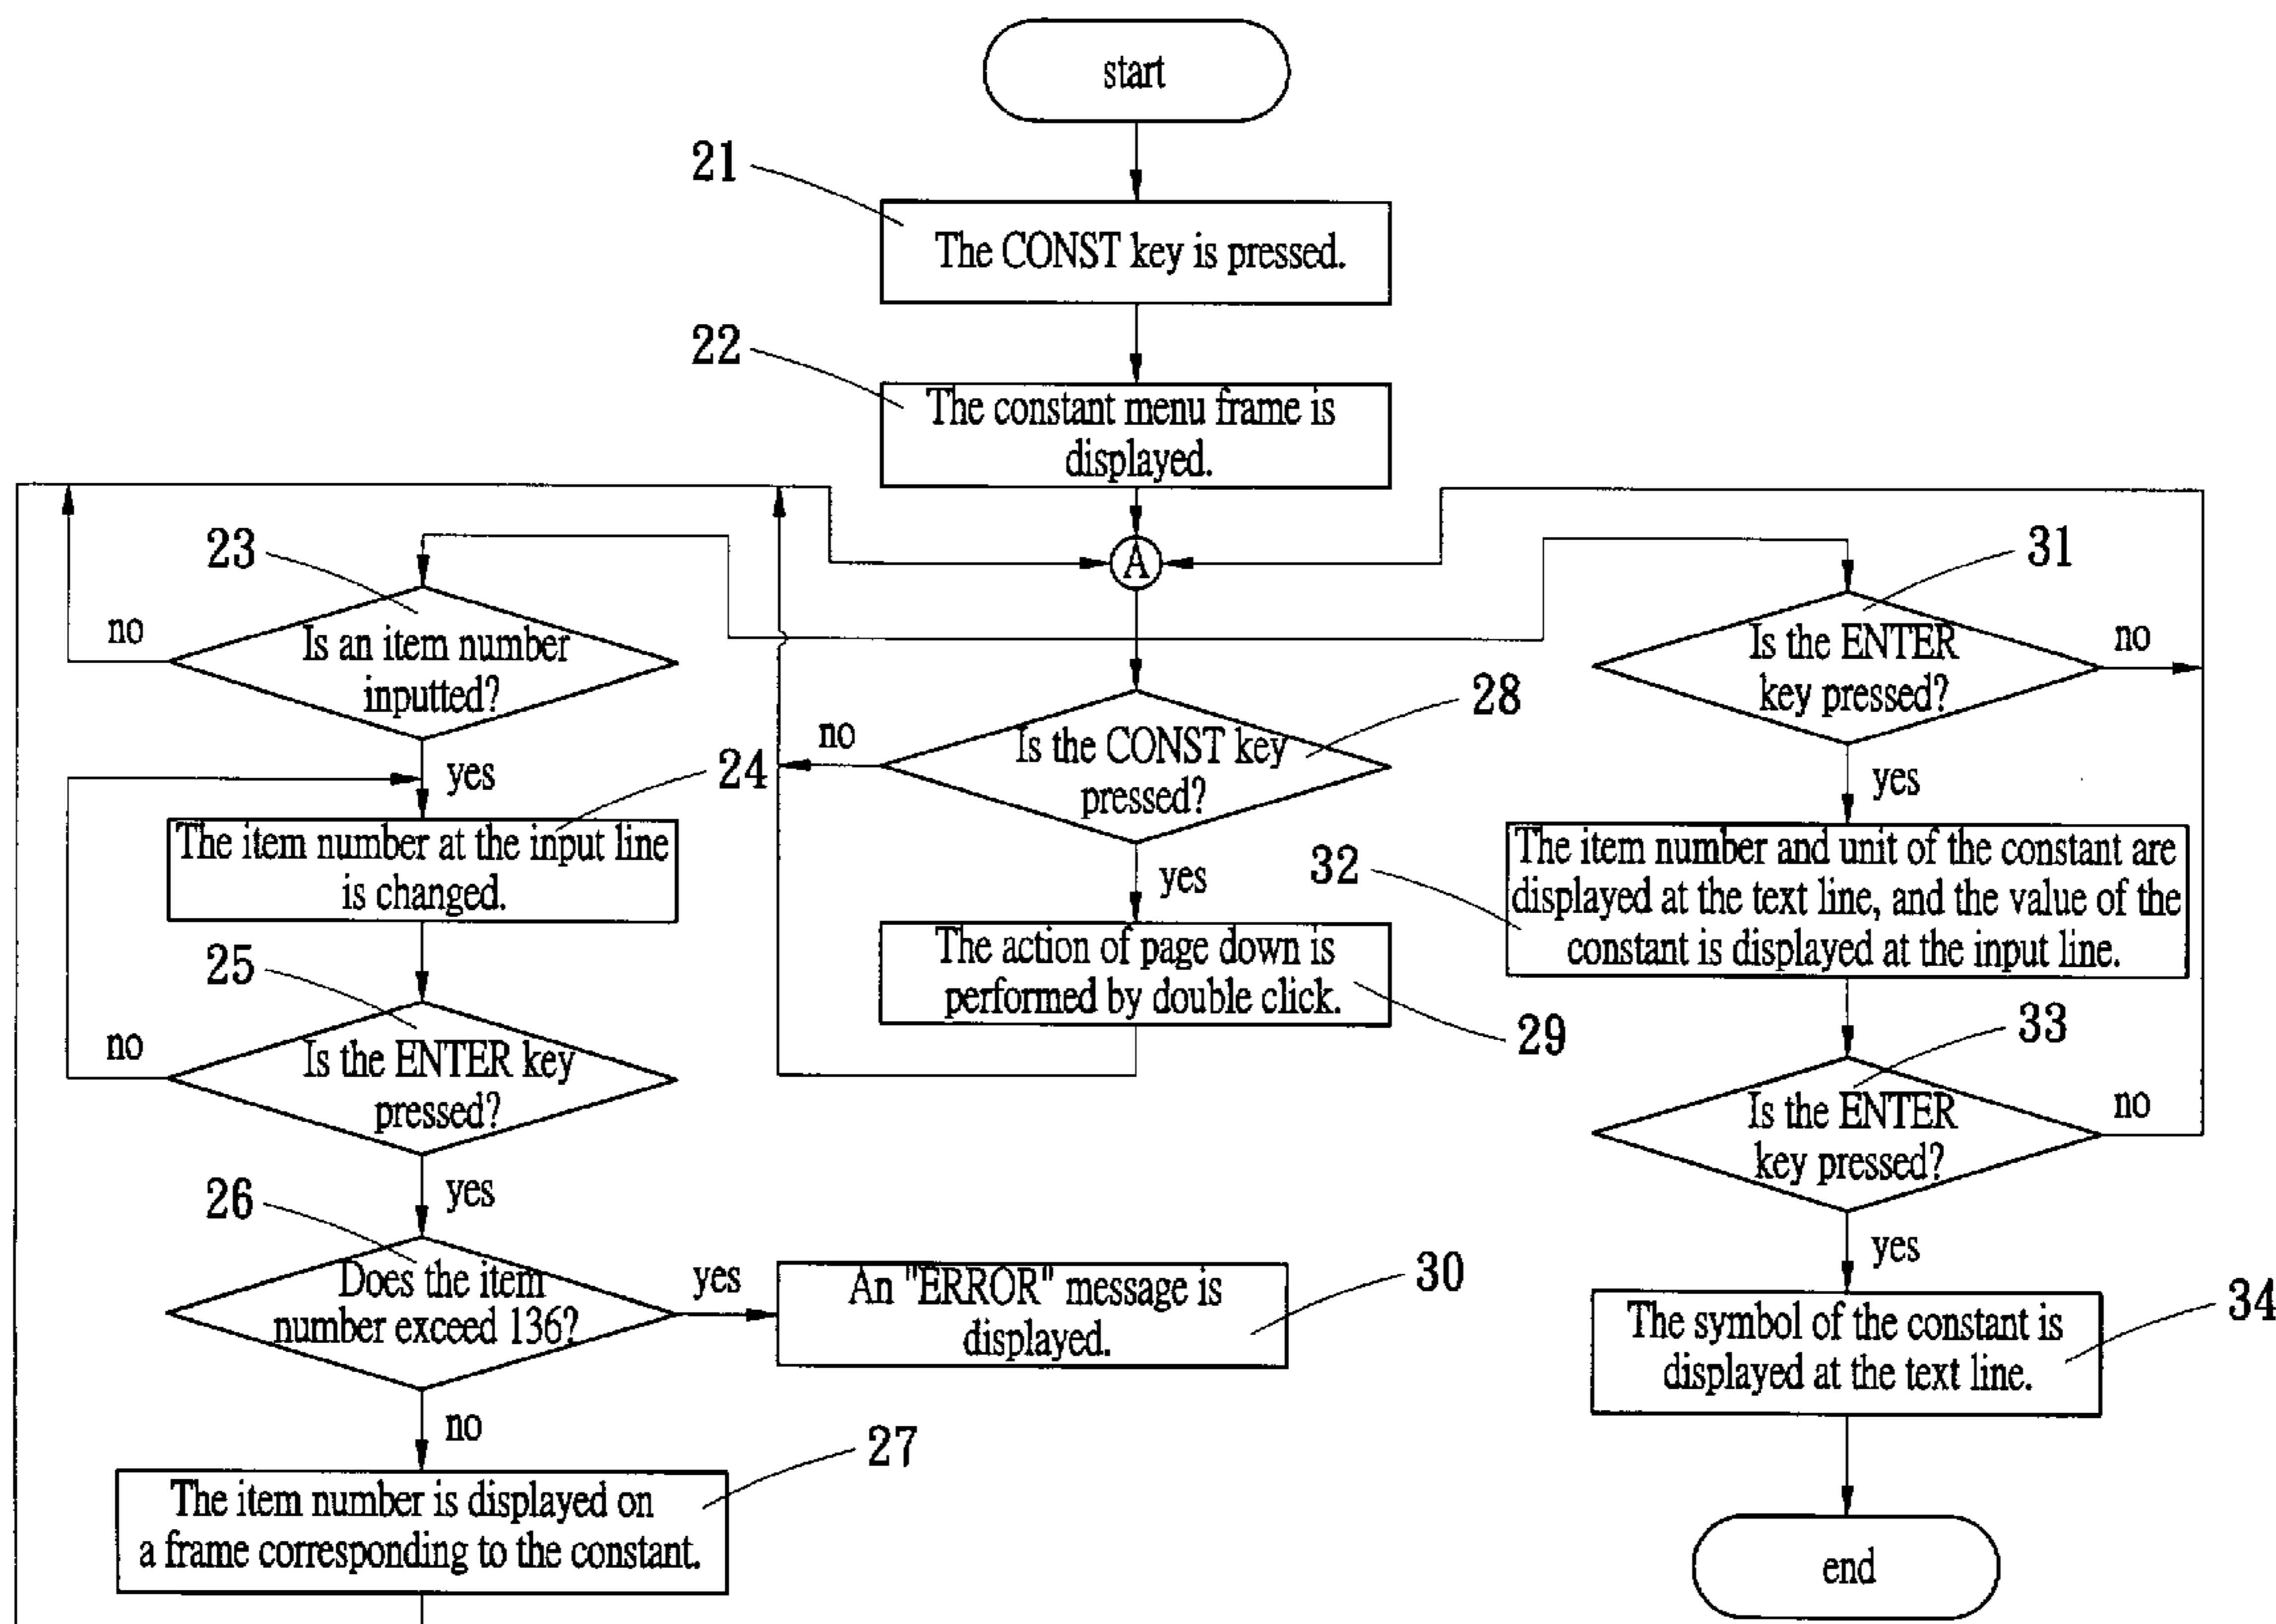 start
21
The CONST key is pressed.
22
The constant menu frame is
displayed.
A
23
Is an item number
inputted?
no
yes
24
The item number at the input line
is changed.
25
Is the ENTER key
pressed?
no
yes
26
Does the item
number exceed 136?
yes
no
27
The item number is displayed on
a frame corresponding to the constant.
28
Is the CONST key
pressed?
no
yes
The action of page down is
performed by double click.
29
An "ERROR" message is
displayed.
30
31
Is the ENTER
key pressed?
no
yes
32
The item number and unit of the constant are
displayed at the text line, and the value of the
constant is displayed at the input line.
33
Is the ENTER
key pressed?
no
yes
34
The symbol of the constant is
displayed at the text line.
end